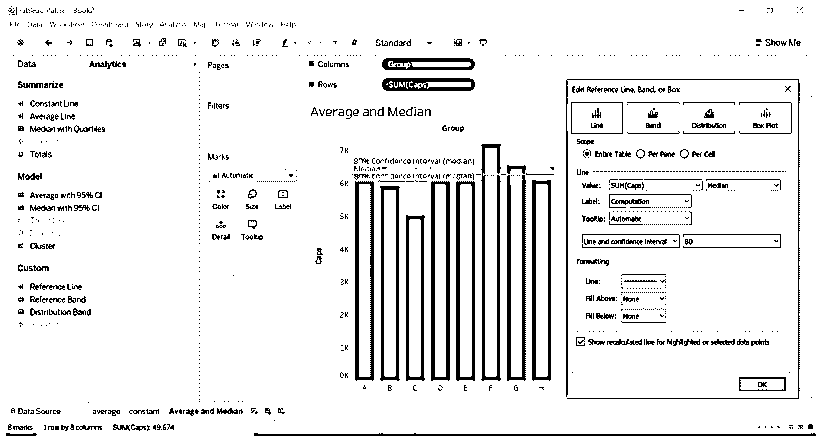 Tableau Public - Book2
File Data Worksheet Dashboard Story Analysis Map Format Window Help
Standard
Show Me
Data
Analytics
Summarize
Constant Line
Average Line
Median with Quartiles
Totals
Model
Average with 95% CI
Median with 95% CI
Cluster
Custom
Reference Line
Reference Band
Distribution Band
Pages
Filters
Marks
Automatic
Color Size Label
Detail Tooltip
Columns Group
Rows SUM(Caps)
Average and Median
Group
80% Confidence Interval (median)
Median
80% Confidence Interval (median)
Caps
7K
6K
5K
4K
3K
2K
1K
0K
A B C D E F G H
Edit Reference Line, Band, or Box
Line Band Distribution Box Plot
Scope
Entire Table Per Pane Per Cell
Line
Value: SUM(Caps) Median
Label: Computation
Tooltip: Automatic
Line and confidence interval 80
Formatting
Line:
Fill Above: None
Fill Below: None
Show recalculated line for highlighted or selected data points
OK
Data Source average constant Average and Median
8 marks 1 row by 8 columns SUM(Caps): 49,674